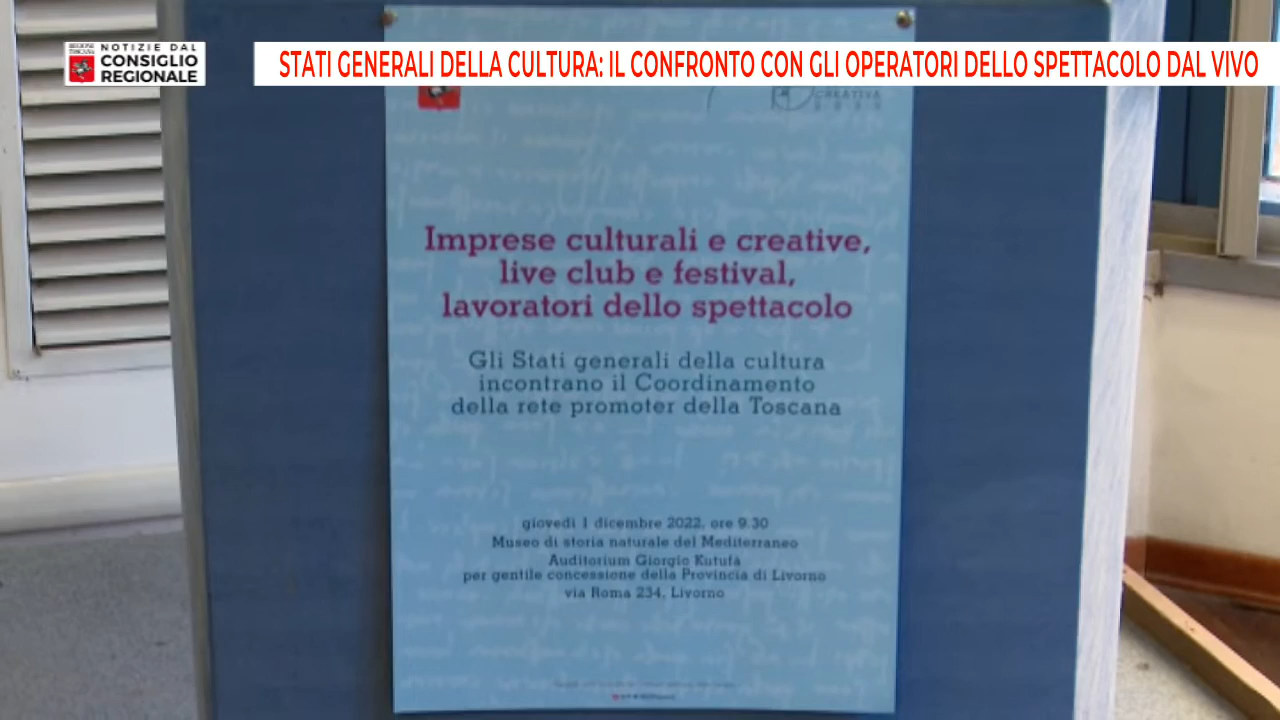 REGIONE
TOSCANA
NOTIZIE DAL
CONSIGLIO
REGIONALE
STATI GENERALI DELLA CULTURA: IL CONFRONTO CON GLI OPERATORI DELLO SPETTACOLO DAL VIVO
CREATIVA
Imprese culturali e creative,
live club e festival,
lavoratori dello spettacolo
Gli Stati generali della cultura
incontrano il Coordinamento
della rete promoter della Toscana
giovedì 1 dicembre 2022, ore 9.30
Museo di storia naturale del Mediterraneo
Auditorium Giorgio Kutufà
per gentile concessione della Provincia di Livorno
via Roma 234, Livorno